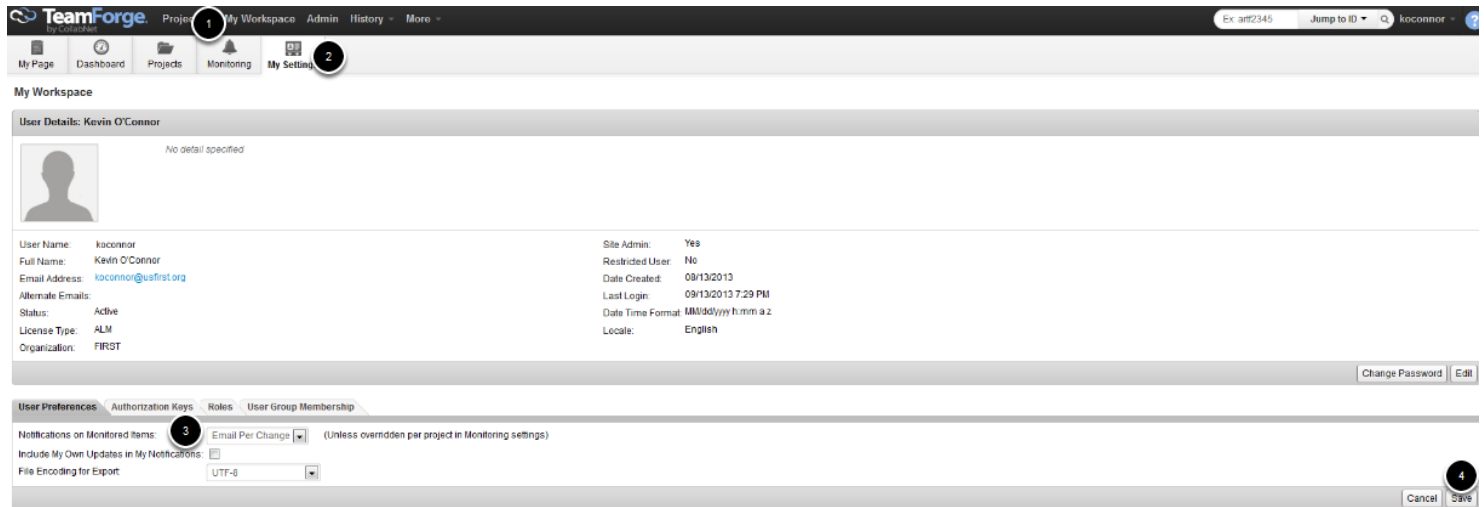 TeamForge. Projec 1 My Workspace Admin History More Ex: artf2345 Jump to ID koconnor ?
by CollabNet
My Page Dashboard Projects Monitoring My Setting 2
My Workspace
User Details: Kevin O'Connor
No detail specified
User Name: koconnor Site Admin: Yes
Full Name: Kevin O'Connor Restricted User: No
Email Address: koconnor@usfirst.org Date Created: 08/13/2013
Alternate Emails: Last Login: 09/13/2013 7:29 PM
Status: Active Date Time Format: MM/dd/yyyy h:mm a z
License Type: ALM Locale: English
Organization: FIRST
Change Password Edit
User Preferences Authorization Keys Roles User Group Membership
Notifications on Monitored Items: 3 Email Per Change (Unless overridden per project in Monitoring settings)
Include My Own Updates in My Notifications:
File Encoding for Export: UTF-8
4
Cancel Save